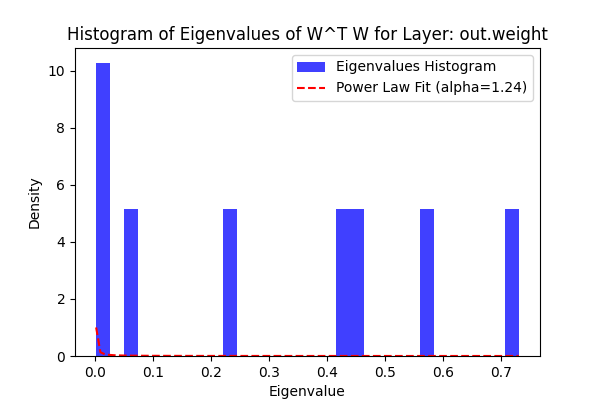 Histogram of Eigenvalues of W^T W for Layer: out.weight
Eigenvalues Histogram
Power Law Fit (alpha=1.24)
Density
10
8
6
4
2
0
0.0 0.1 0.2 0.3 0.4 0.5 0.6 0.7
Eigenvalue